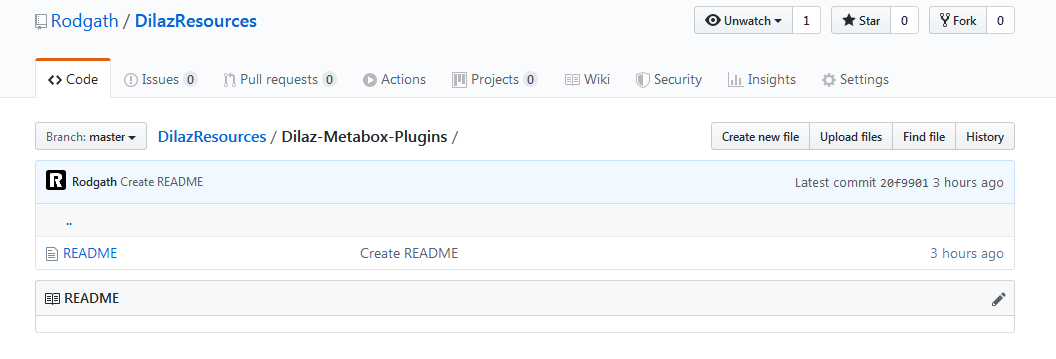 Rodgath / DilazResources Unwatch 1 Star 0 Fork 0
Code Issues 0 Pull requests 0 Actions Projects 0 Wiki Security Insights Settings
Branch: master DilazResources / Dilaz-Metabox-Plugins / Create new file Upload files Find file History
R Rodgath Create README Latest commit 20f9901 3 hours ago
..
README Create README 3 hours ago
README